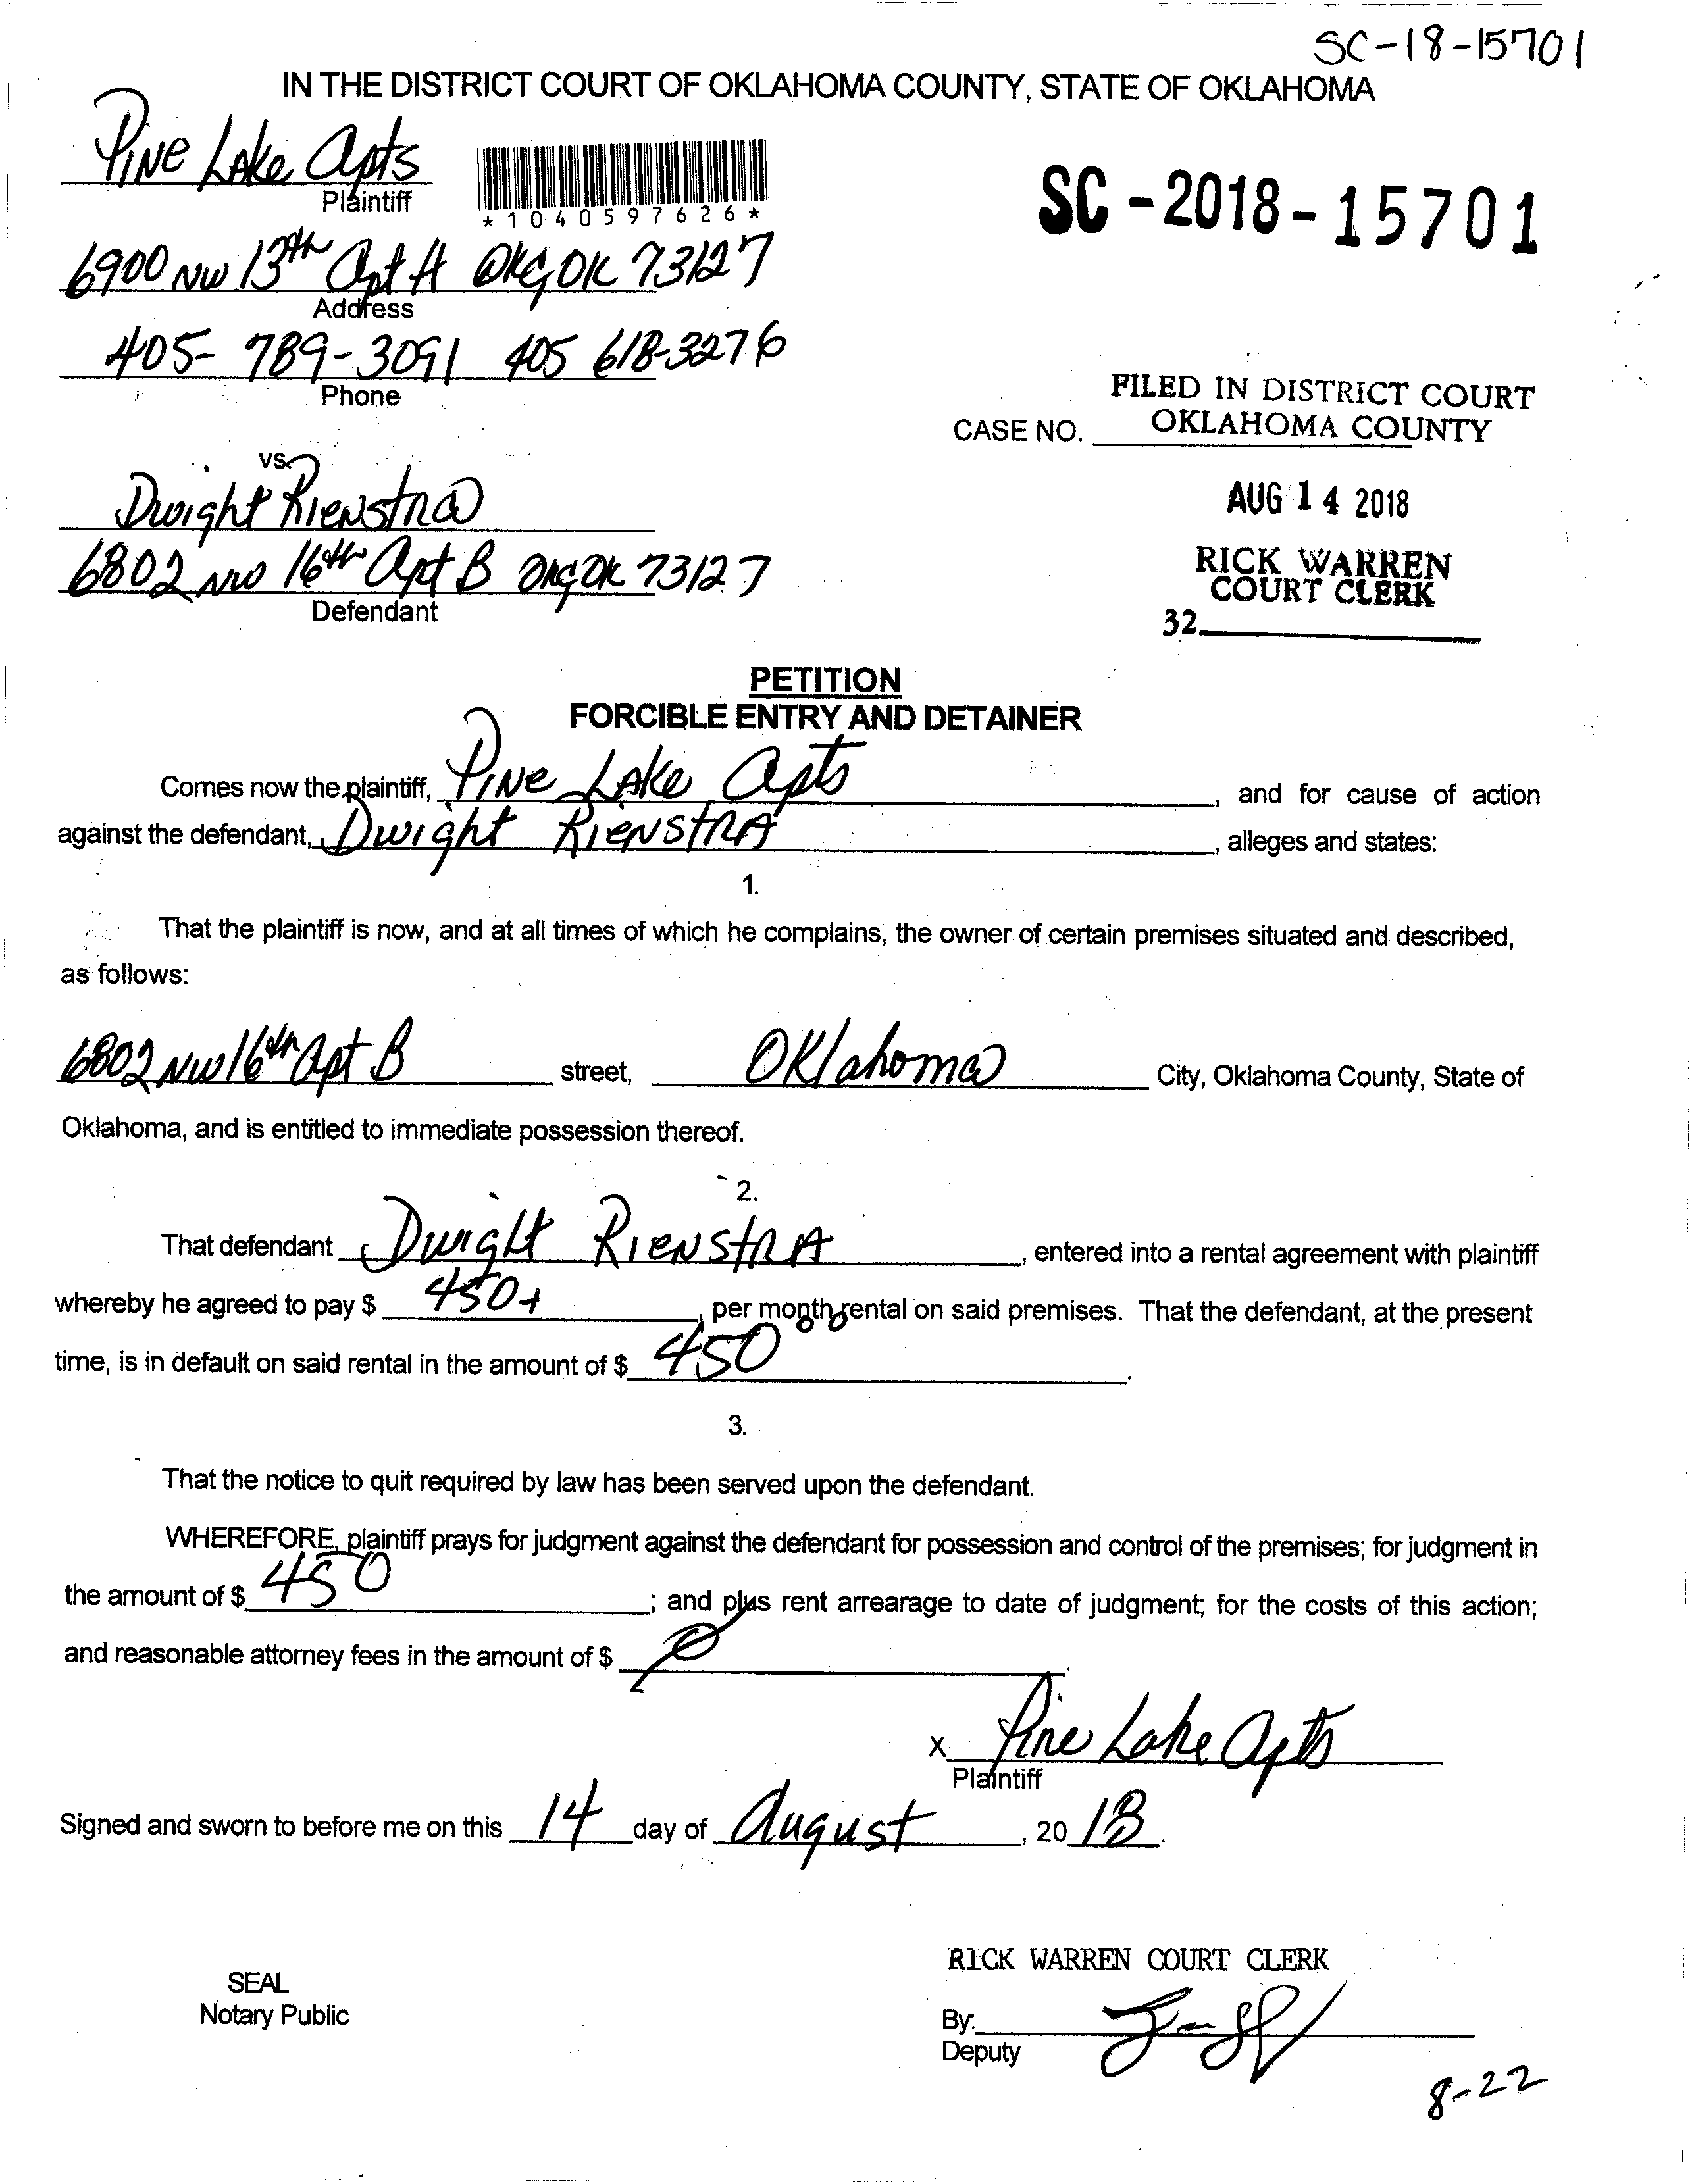 SC-18-15701
IN THE DISTRICT COURT OF OKLAHOMA COUNTY, STATE OF OKLAHOMA
PINE LAKE Apts
Plaintiff
*1040597626*
SC-2018-15701
6900 NW 13th Apt A OKC, OK 73127
Address
405-789-3091 405 618-3276
Phone
FILED IN DISTRICT COURT
CASE NO. OKLAHOMA COUNTY
vs.
AUG 14 2018
Dwight Rienstra
6802 NW 16th Apt B OKC OK 73127
Defendant
RICK WARREN
COURT CLERK
32
PETITION
FORCIBLE ENTRY AND DETAINER
Comes now the plaintiff, PINE LAKE Apts, and for cause of action
against the defendant, Dwight RIENSTRA, alleges and states:
1.
That the plaintiff is now, and at all times of which he complains, the owner of certain premises situated and described,
as follows:
6802 NW 16th Apt B street, Oklahoma City, Oklahoma County, State of
Oklahoma, and is entitled to immediate possession thereof.
2.
That defendant Dwight RIENSTRA, entered into a rental agreement with plaintiff
whereby he agreed to pay $ 450+, per month rental on said premises. That the defendant, at the present
time, is in default on said rental in the amount of $ 450.
3.
That the notice to quit required by law has been served upon the defendant.
WHEREFORE, plaintiff prays for judgment against the defendant for possession and control of the premises; for judgment in
the amount of $ 450; and plus rent arrearage to date of judgment; for the costs of this action;
and reasonable attorney fees in the amount of $ 0.
X Pine Lake Apts
Plaintiff
Signed and sworn to before me on this 14 day of August, 20 18.
RICK WARREN COURT CLERK
SEAL
Notary Public
By:
Deputy
8-22